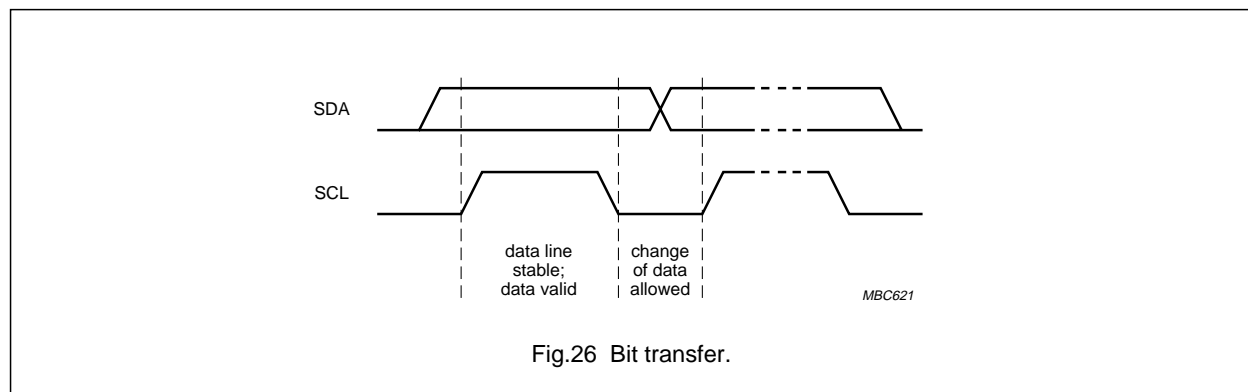 SDA
SCL
data line
stable;
data valid
change
of data
allowed
MBC621
Fig.26 Bit transfer.